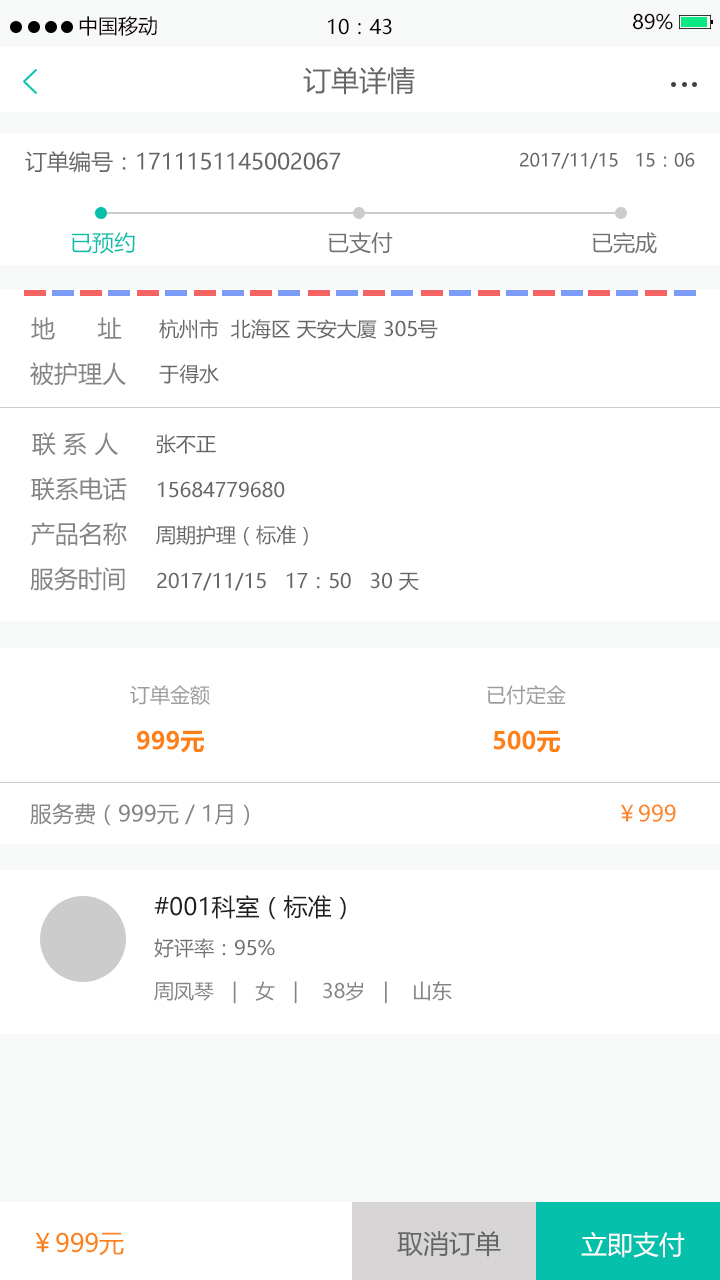 中国移动 10：43 89%
订单详情
订单编号：1711151145002067 2017/11/15 15：06
已预约 已支付 已完成
地 址 杭州市 北海区 天安大厦 305号
被护理人 于得水
联 系 人 张不正
联系电话 15684779680
产品名称 周期护理（标准）
服务时间 2017/11/15 17：50 30 天
订单金额 已付定金
999元 500元
服务费（999元 / 1月） ￥999
#001科室（标准）
好评率：95%
周凤琴 | 女 | 38岁 | 山东
￥999元 取消订单 立即支付